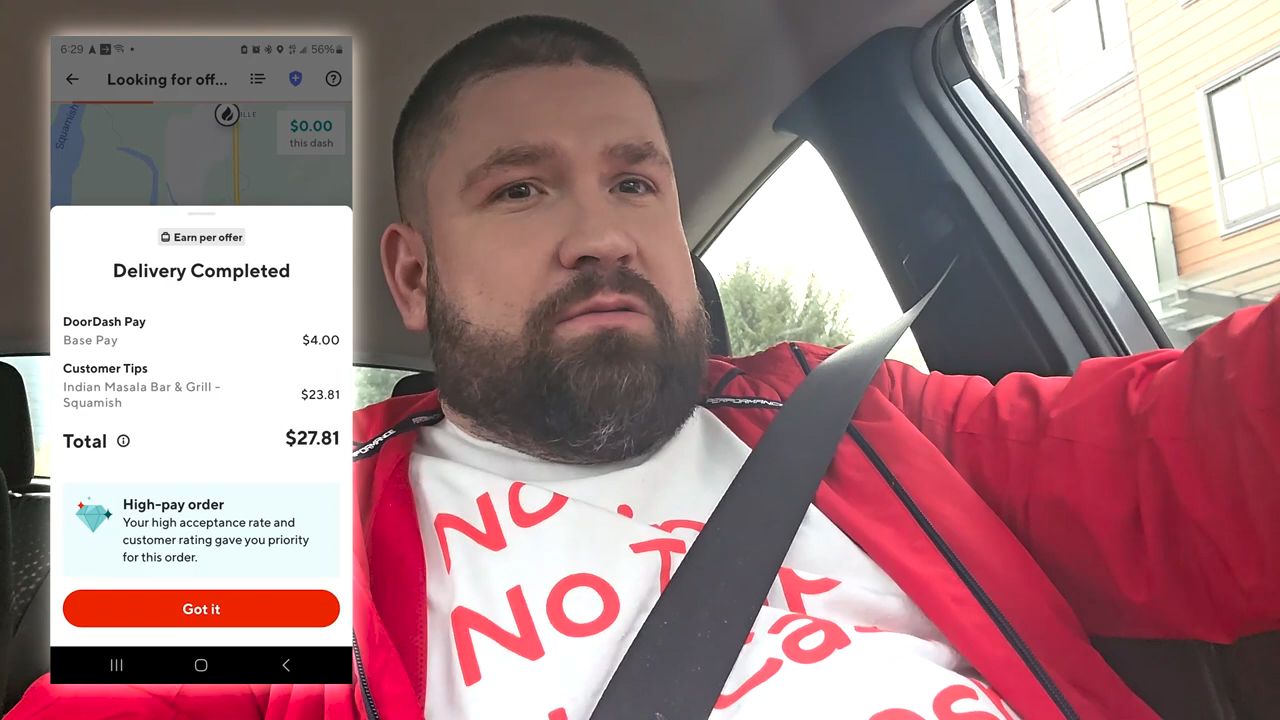 6:29
56%
Looking for off...
Squamish
ILLE
$0.00
this dash
Earn per offer
Delivery Completed
DoorDash Pay
Base Pay $4.00
Customer Tips
Indian Masala Bar & Grill -
Squamish
$23.81
Total $27.81
High-pay order
Your high acceptance rate and
customer rating gave you priority
for this order.
Got it
PERFORMANCE
NO
NO